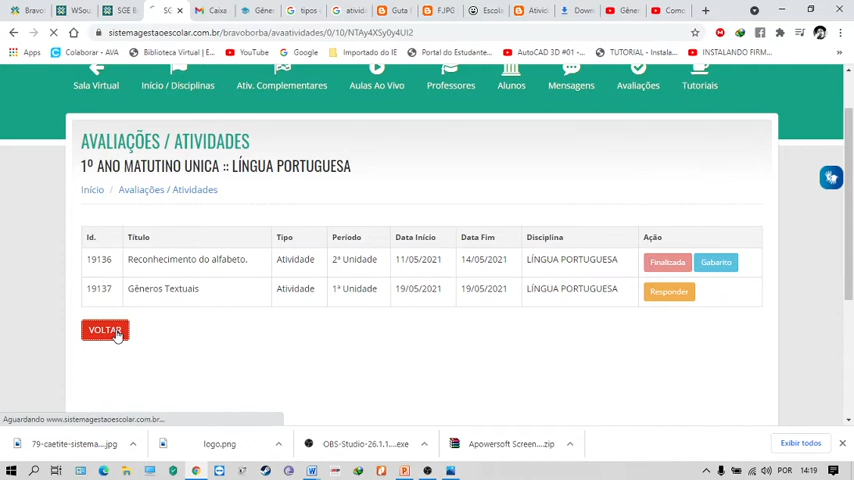 Bravo!
WSou
SGE B
SG
Caixa
Gêner
tipos
ativid
Guta
FJPG
Ativid
Escola
Down
Gêner
Como
sistemagestaoescolar.com.br/bravoborba/avaatividades/0/10/NTAy4XSy0y4UI2
Apps
Colaborar - AVA
Biblioteca Virtual | E...
YouTube
Google
Importado do IE
Portal do Estudante...
AutoCAD 3D #01 -...
TUTORIAL - Instala...
INSTALANDO FIRM...
Sala Virtual
Início / Disciplinas
Ativ. Complementares
Aulas Ao Vivo
Professores
Alunos
Mensagens
Avaliações
Tutoriais
AVALIAÇÕES / ATIVIDADES
1º ANO MATUTINO UNICA :: LÍNGUA PORTUGUESA
Início / Avaliações / Atividades
Id. Título Tipo Período Data Início Data Fim Disciplina Ação
19136 Reconhecimento do alfabeto. Atividade 2ª Unidade 11/05/2021 14/05/2021 LÍNGUA PORTUGUESA Finalizada Gabarito
19137 Gêneros Textuais Atividade 1ª Unidade 19/05/2021 19/05/2021 LÍNGUA PORTUGUESA Responder
VOLTAR
Aguardando www.sistemagestaoescolar.com.br...
79-caetite-sistema....jpg
logo.png
OBS-Studio-26.1.1....exe
Apowersoft Screen....zip
Exibir todos
POR
14:19